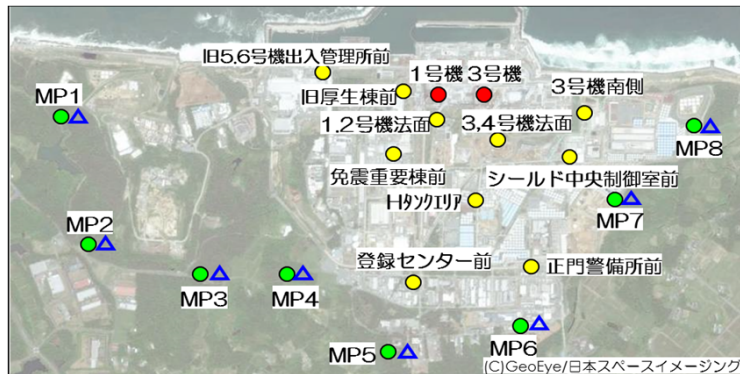 旧5.6号機出入管理所前
1号機 3号機
旧厚生棟前
3号機南側
MP1
1.2号機法面
3,4号機法面
MP8
免震重要棟前
シールド中央制御室前
Hﾀﾝｸｴﾘｱ
MP7
MP2
登録センター前
正門警備所前
MP3
MP4
MP5
MP6
(C)GeoEye/日本スペースイメージング